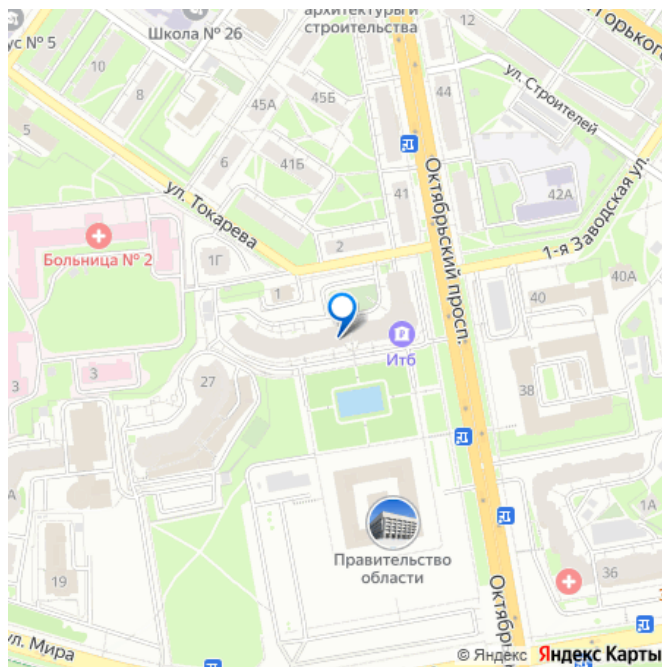 архитектуры и
строительства
ус № 5
Школа № 26
12
Горького
10
8
45А
45Б
44
ул. Строителей
5
6
41Б
41
42А
ул. Токарева
Октябрьский просп.
1-я Заводская ул.
Больница № 2
1Г
2
1
40А
40
Итб
3
3
27
38
А
1А
Правительство
области
19
36
Октябрь
ул. Мира
© Яндекс Яндекс Карты